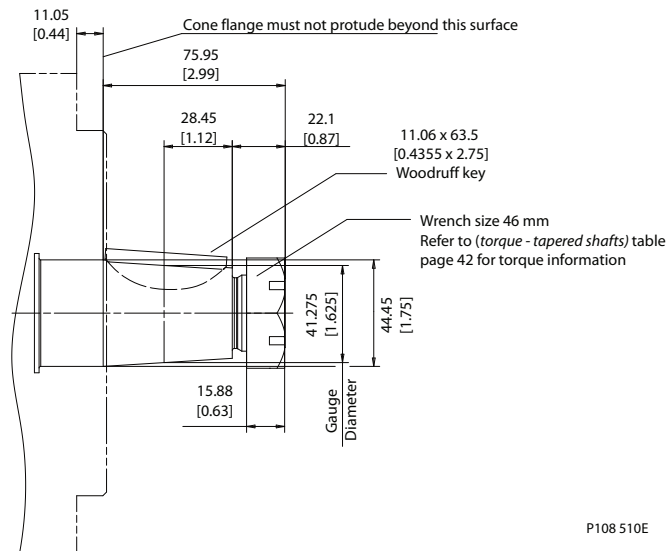 11.05
[0.44]
Cone flange must not protude beyond this surface
75.95
[2.99]
28.45
[1.12]
22.1
[0.87]
11.06 x 63.5
[0.4355 x 2.75]
Woodruff key
Wrench size 46 mm
Refer to (torque - tapered shafts) table
page 42 for torque information
41.275
[1.625]
44.45
[1.75]
15.88
[0.63]
Gauge
Diameter
P108 510E